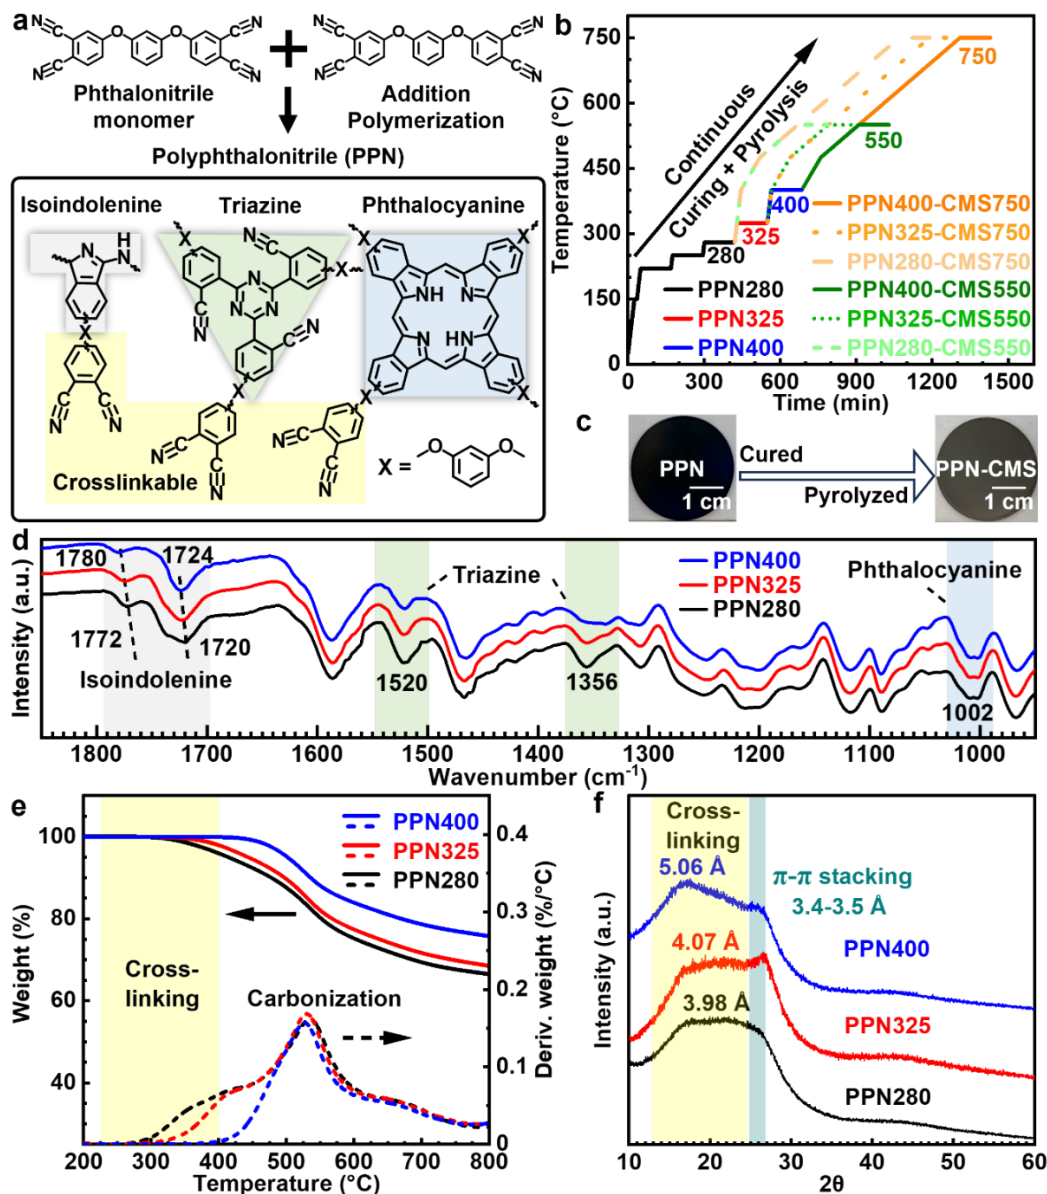 a
N≡C
C≡N
N≡C
C≡N
O
O
O
O
N≡C
C≡N
N≡C
C≡N
Phthalonitrile
monomer
Addition
Polymerization
Polyphthalonitrile (PPN)
Isoindolenine
Triazine
Phthalocyanine
N
H
N
X
N≡C
C≡N
X
N≡C
X
N
N
N
C≡N
C≡N
X
N≡C
C≡N
X
X
NH
N
N
HN
X
X
N≡C
C≡N
Crosslinkable
X =
O
O
b
Temperature (°C)
750
600
450
300
150
0
Continuous
Curing + Pyrolysis
280
325
400
550
750
PPN280
PPN325
PPN400
PPN400-CMS750
PPN325-CMS750
PPN280-CMS750
PPN400-CMS550
PPN325-CMS550
PPN280-CMS550
0 300 600 900 1200 1500
Time (min)
c
PPN
1 cm
Cured
Pyrolyzed
PPN-CMS
1 cm
d
Intensity (a.u.)
1780
1724
1772
1720
Isoindolenine
Triazine
1520
1356
PPN400
PPN325
PPN280
Phthalocyanine
1002
1800 1700 1600 1500 1400 1300 1200 1100 1000
Wavenumber (cm⁻¹)
e
Weight (%)
100
80
60
40
PPN400
PPN325
PPN280
Cross-
linking
Carbonization
0.4
0.3
0.2
0.1
0
Deriv. weight (%/°C)
200 300 400 500 600 700 800
Temperature (°C)
f
Intensity (a.u.)
Cross-
linking
5.06 Å
π-π stacking
3.4-3.5 Å
PPN400
4.07 Å
PPN325
3.98 Å
PPN280
10 20 30 40 50 60
2θ